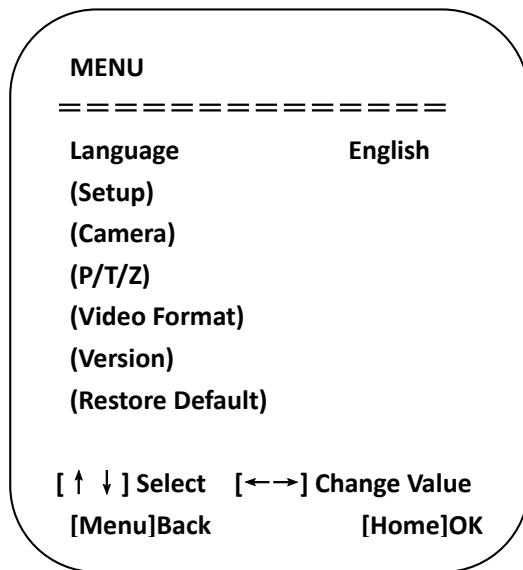 MENU
==============
Language English
(Setup)
(Camera)
(P/T/Z)
(Video Format)
(Version)
(Restore Default)
[ ↑ ↓ ] Select [←→] Change Value
[Menu]Back [Home]OK